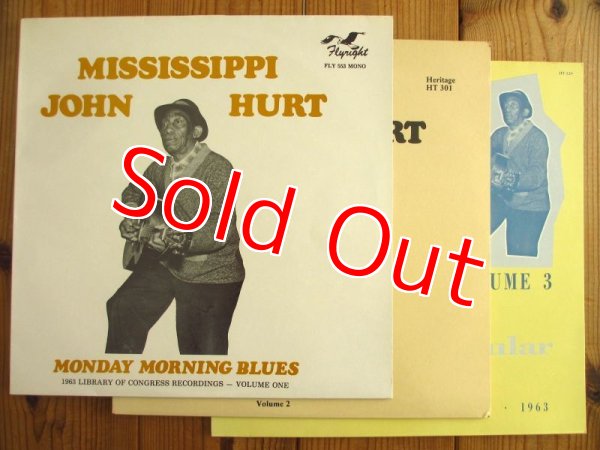 Flyright
FLY 553 MONO
MISSISSIPPI
JOHN HURT
MONDAY MORNING BLUES
1963 LIBRARY OF CONGRESS RECORDINGS — VOLUME ONE
Heritage
HT 301
RT
Volume 2
UME 3
ular
· 1963
Sold Out